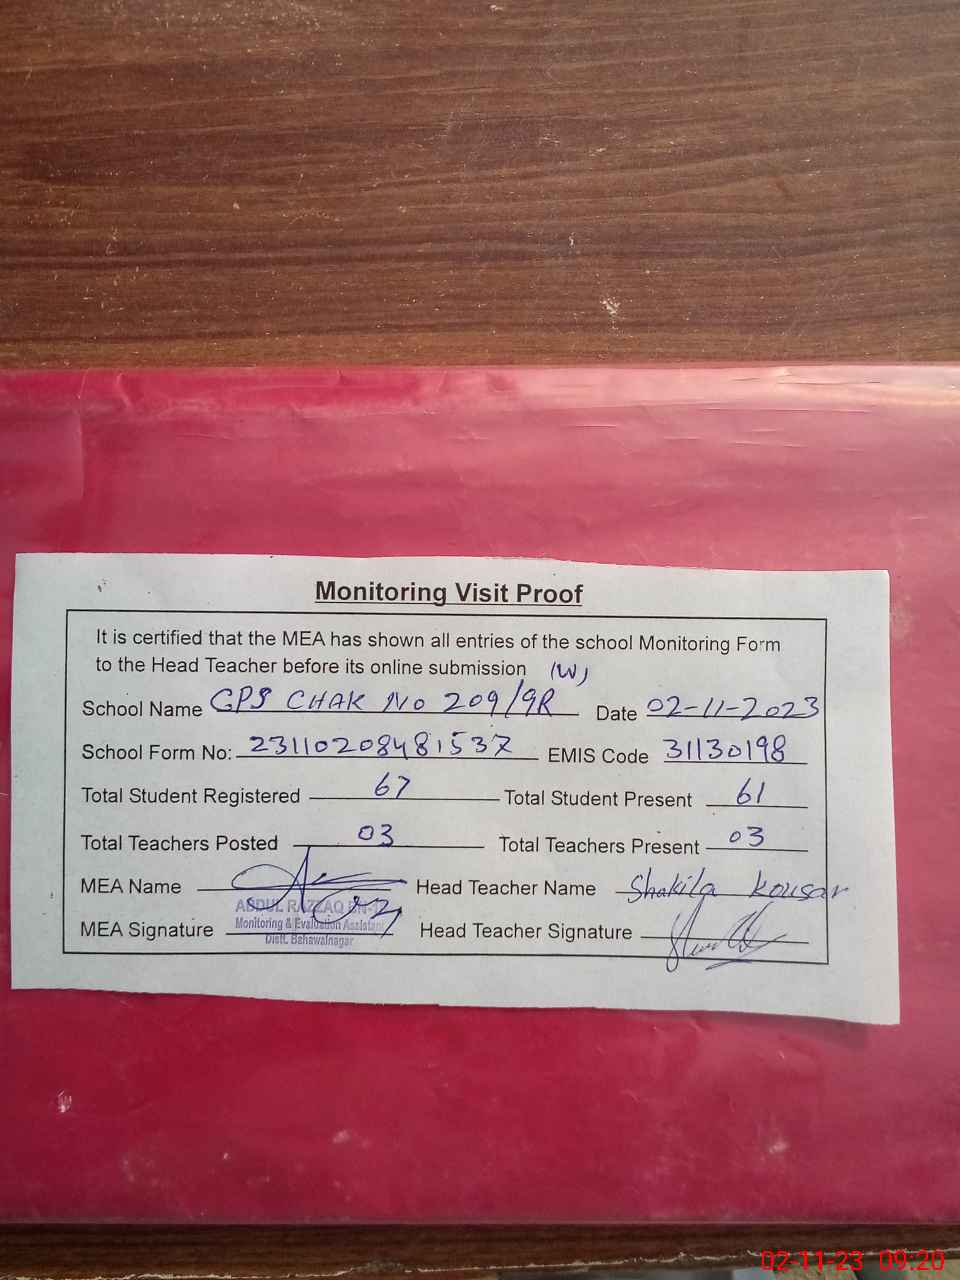 Monitoring Visit Proof
It is certified that the MEA has shown all entries of the school Monitoring Form
to the Head Teacher before its online submission (W)
School Name GPS CHAK NO 209/9R Date 02-11-2023
School Form No: 23110208481537 EMIS Code 31130198
Total Student Registered 67 Total Student Present 61
Total Teachers Posted 03 Total Teachers Present 03
MEA Name Head Teacher Name Shakila Kousar
ABDUL RAZZAQ
MEA Signature Head Teacher Signature
Monitoring & Evaluation Assistant
Distt. Bahawalnagar
02-11-23 09:20